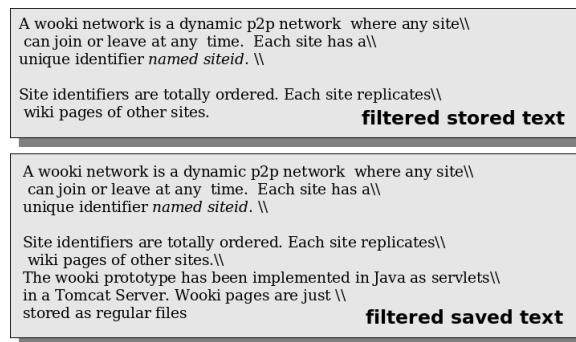 A wooki network is a dynamic p2p network  where any site\\
can join or leave at any  time.  Each site has a\\
unique identifier named siteid. \\
Site identifiers are totally ordered. Each site replicates\\
wiki pages of other sites.
filtered stored text
A wooki network is a dynamic p2p network  where any site\\
can join or leave at any  time.  Each site has a\\
unique identifier named siteid. \\
Site identifiers are totally ordered. Each site replicates\\
wiki pages of other sites.\\
The wooki prototype has been implemented in Java as servlets\\
in a Tomcat Server. Wooki pages are just \\
stored as regular files
filtered saved text